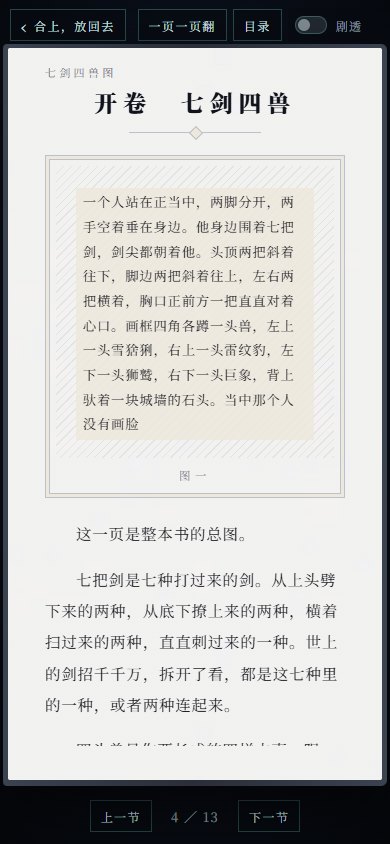 ‹ 合上，放回去
一页一页翻
目录
剧透
七剑四兽图
开卷　七剑四兽
一个人站在正当中，两脚分开，两
手空着垂在身边。他身边围着七把
剑，剑尖都朝着他。头顶两把斜着
往下，脚边两把斜着往上，左右两
把横着，胸口正前方一把直直对着
心口。画框四角各蹲一头兽，左上
一头雪猞猁，右上一头雷纹豹，左
下一头狮鹫，右下一头巨象，背上
驮着一块城墙的石头。当中那个人
没有画脸
图一
这一页是整本书的总图。
七把剑是七种打过来的剑。从上头劈
下来的两种，从底下撩上来的两种，横着
扫过来的两种，直直刺过来的一种。世上
的剑招千千万，拆开了看，都是这七种里
的一种，或者两种连起来。
上一节
4 ／ 13
下一节